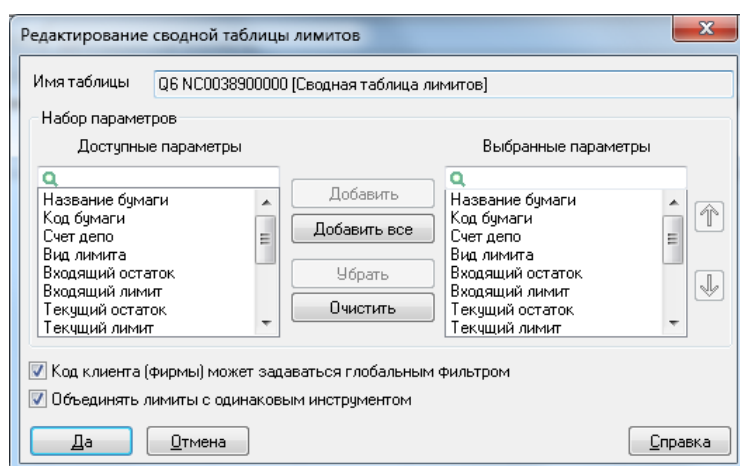 Редактирование сводной таблицы лимитов
Имя таблицы Q6 NC0038900000 [Сводная таблица лимитов]
Набор параметров
Доступные параметры
Выбранные параметры
Название бумаги
Код бумаги
Счет депо
Вид лимита
Входящий остаток
Входящий лимит
Текущий остаток
Текущий лимит
Добавить
Добавить все
Убрать
Очистить
Название бумаги
Код бумаги
Счет депо
Вид лимита
Входящий остаток
Входящий лимит
Текущий остаток
Текущий лимит
Код клиента (фирмы) может задаваться глобальным фильтром
Объединять лимиты с одинаковым инструментом
Да
Отмена
Справка